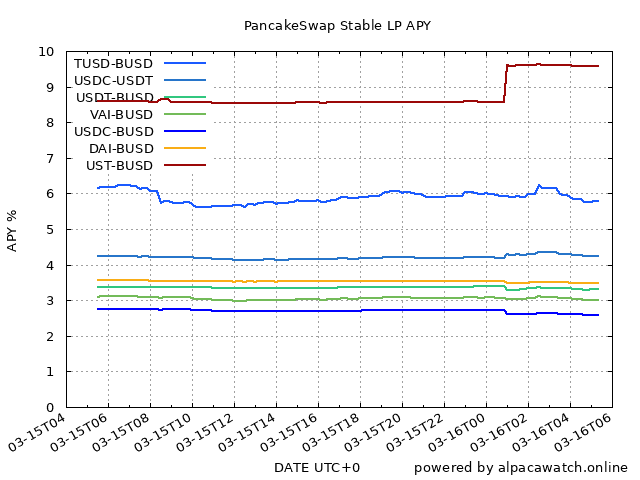 PancakeSwap Stable LP APY
10
9
8
7
6
5
4
3
2
1
0
APY %
TUSD-BUSD
USDC-USDT
USDT-BUSD
VAI-BUSD
USDC-BUSD
DAI-BUSD
UST-BUSD
03-15T04
03-15T06
03-15T08
03-15T10
03-15T12
03-15T14
03-15T16
03-15T18
03-15T20
03-15T22
03-16T00
03-16T02
03-16T04
03-16T06
DATE UTC+0
powered by alpacawatch.online